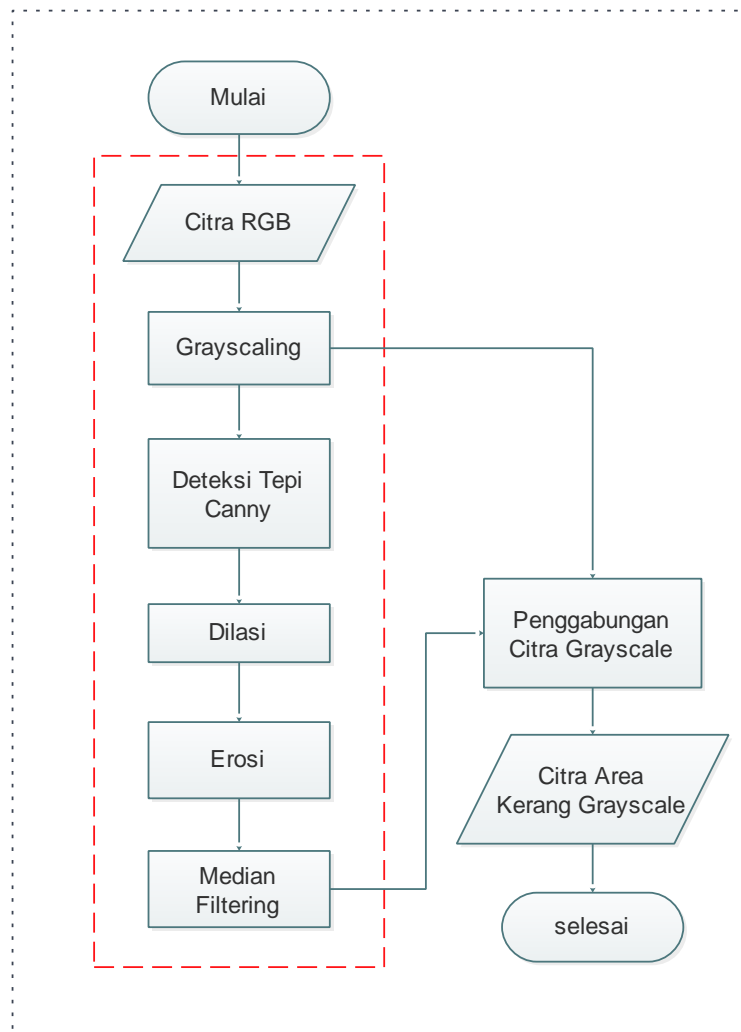 Mulai
Citra RGB
Grayscaling
Deteksi Tepi
Canny
Dilasi
Erosi
Median
Filtering
Penggabungan
Citra Grayscale
Citra Area
Kerang Grayscale
selesai